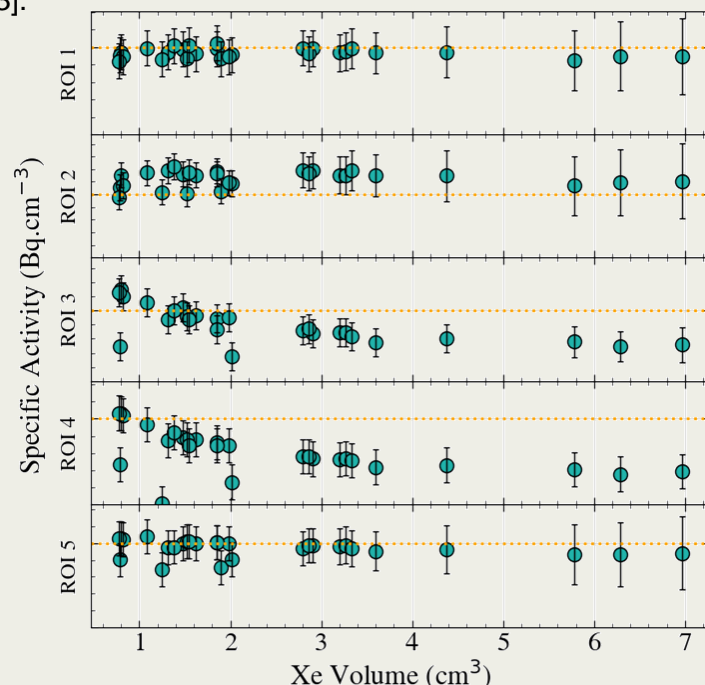 5].
ROI 1
ROI 2
ROI 3
ROI 4
ROI 5
Specific Activity (Bq.cm⁻³)
1 2 3 4 5 6 7
Xe Volume (cm³)